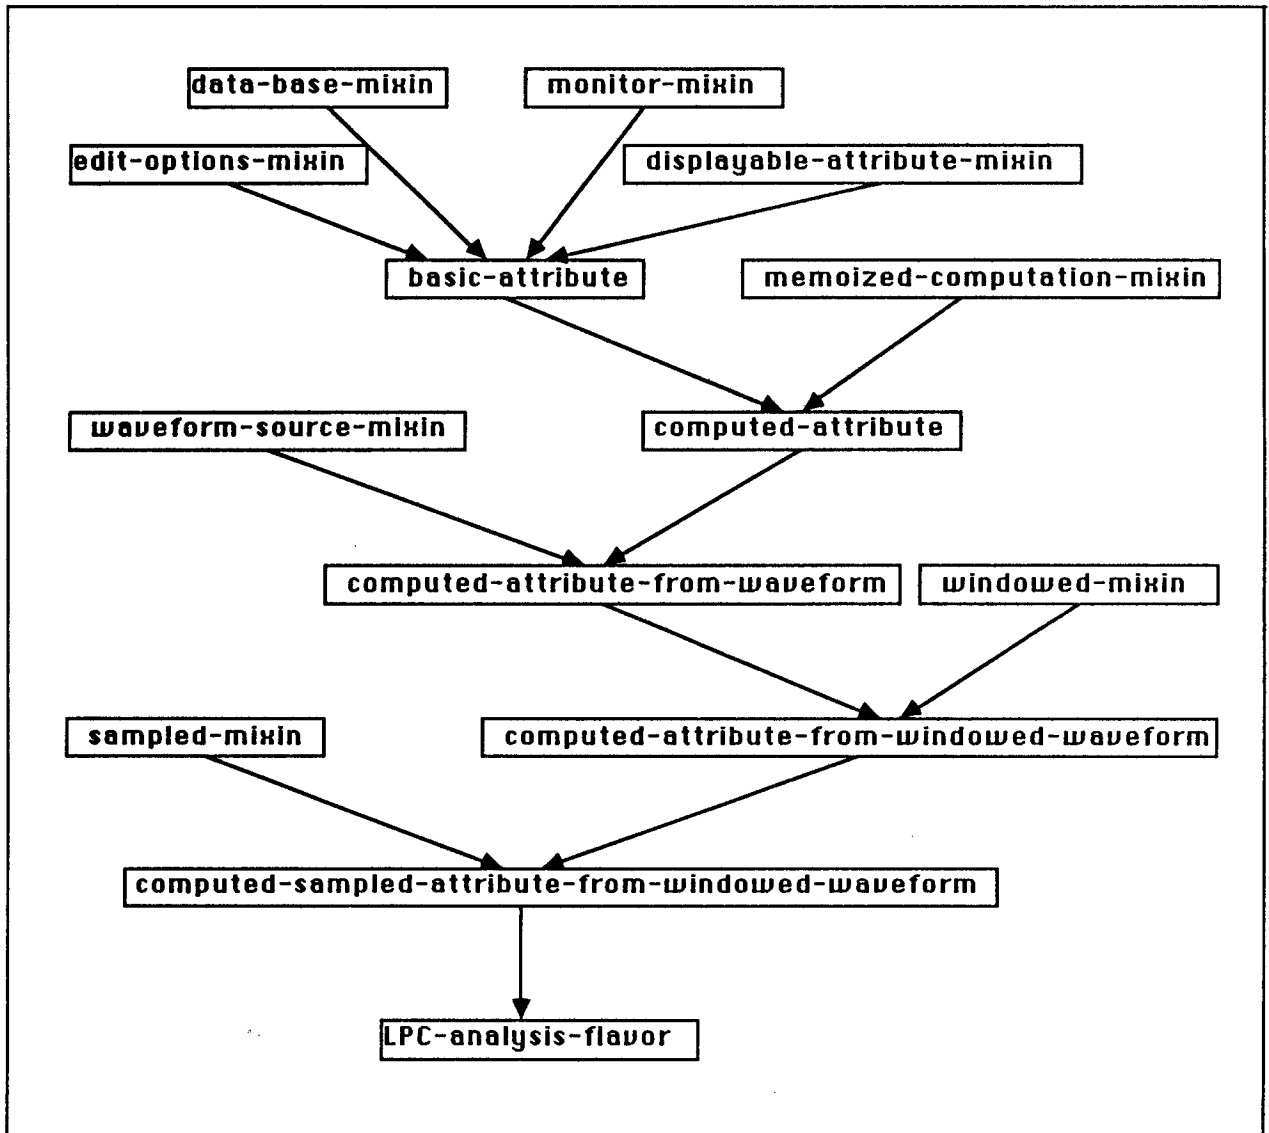 data-base-mixin
monitor-mixin
edit-options-mixin
displayable-attribute-mixin
basic-attribute
memoized-computation-mixin
waveform-source-mixin
computed-attribute
computed-attribute-from-waveform
windowed-mixin
sampled-mixin
computed-attribute-from-windowed-waveform
computed-sampled-attribute-from-windowed-waveform
LPC-analysis-flavor